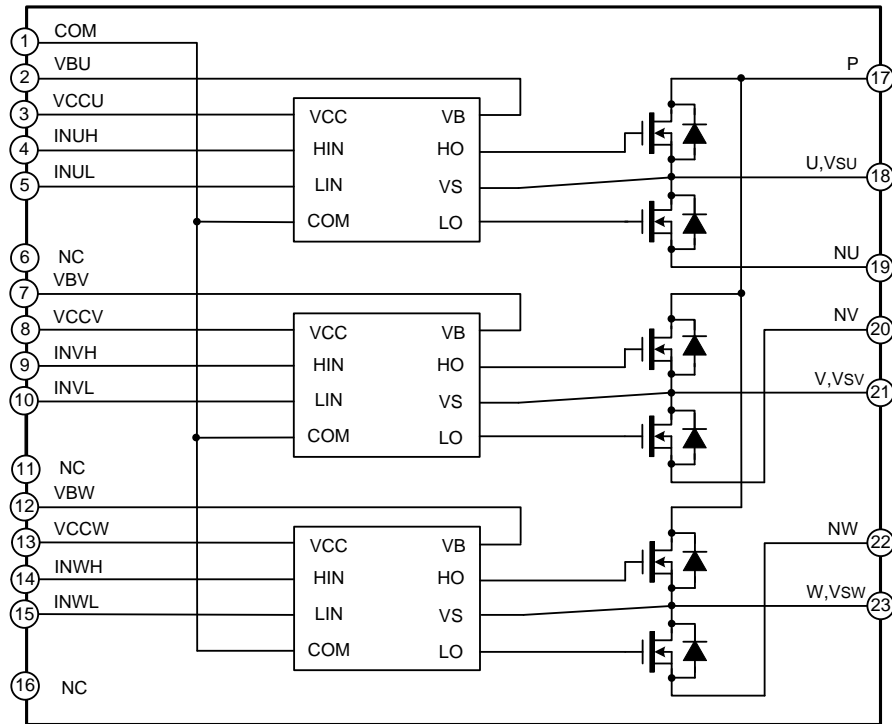 1 COM
2 VBU
3 VCCU
4 INUH
5 INUL
6 NC
7 VBV
8 VCCV
9 INVH
10 INVL
11 NC
12 VBW
13 VCCW
14 INWH
15 INWL
16 NC
VCC VB
HIN HO
LIN VS
COM LO
VCC VB
HIN HO
LIN VS
COM LO
VCC VB
HIN HO
LIN VS
COM LO
P 17
U,VSU 18
NU 19
NV 20
V,VSV 21
NW 22
W,VSW 23